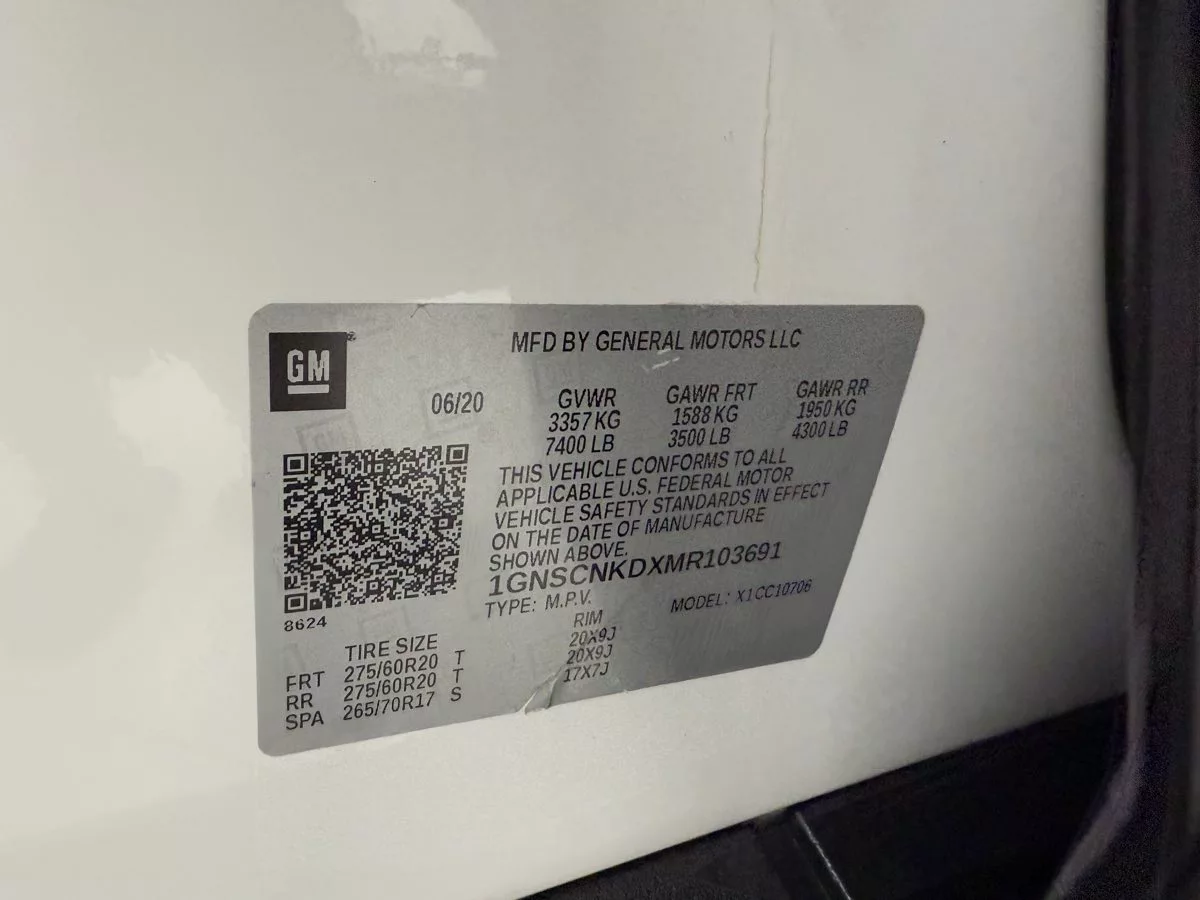 GM
MFD BY GENERAL MOTORS LLC
06/20
GVWR
3357 KG
7400 LB
GAWR FRT
1588 KG
3500 LB
GAWR RR
1950 KG
4300 LB
THIS VEHICLE CONFORMS TO ALL
APPLICABLE U.S. FEDERAL MOTOR
VEHICLE SAFETY STANDARDS IN EFFECT
ON THE DATE OF MANUFACTURE
SHOWN ABOVE.
1GNSCNKDXMR103691
TYPE: M.P.V. MODEL: X1CC10706
8624
TIRE SIZE RIM
FRT 275/60R20 T 20X9J
RR 275/60R20 T 20X9J
SPA 265/70R17 S 17X7J